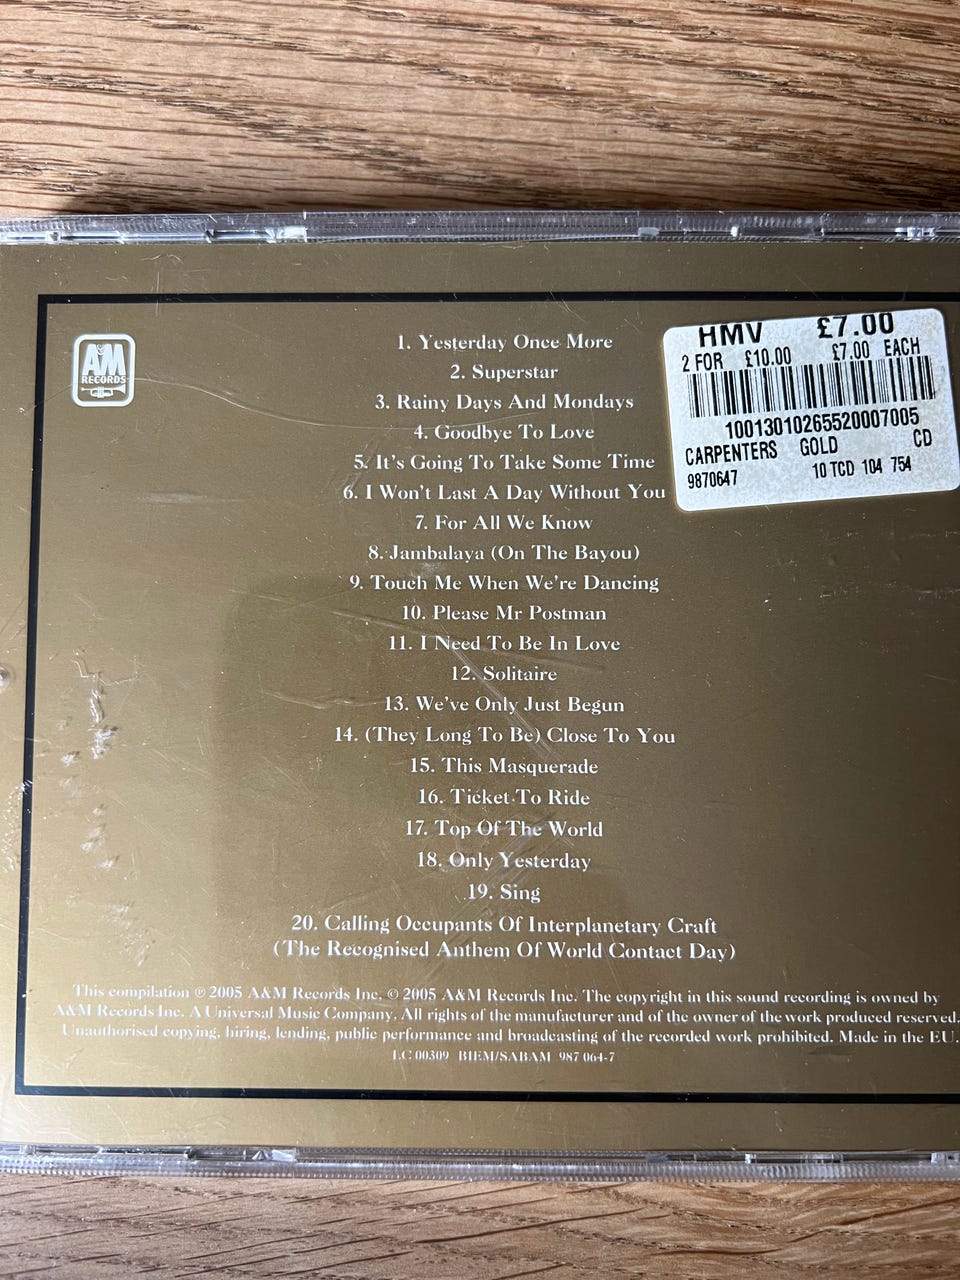 A&M
RECORDS
1. Yesterday Once More
2. Superstar
3. Rainy Days And Mondays
4. Goodbye To Love
5. It's Going To Take Some Time
6. I Won't Last A Day Without You
7. For All We Know
8. Jambalaya (On The Bayou)
9. Touch Me When We're Dancing
10. Please Mr Postman
11. I Need To Be In Love
12. Solitaire
13. We've Only Just Begun
14. (They Long To Be) Close To You
15. This Masquerade
16. Ticket To Ride
17. Top Of The World
18. Only Yesterday
19. Sing
20. Calling Occupants Of Interplanetary Craft
(The Recognised Anthem Of World Contact Day)
HMV £7.00
2 FOR £10.00 £7.00 EACH
10013010265520007005
CARPENTERS GOLD CD
9870647 10 TCD 104 754
This compilation ℗ 2005 A&M Records Inc. © 2005 A&M Records Inc. The copyright in this sound recording is owned by
A&M Records Inc. A Universal Music Company. All rights of the manufacturer and of the owner of the work produced reserved.
Unauthorised copying, hiring, lending, public performance and broadcasting of the recorded work prohibited. Made in the EU.
LC 00309 BIEM/SABAM 987 064-7